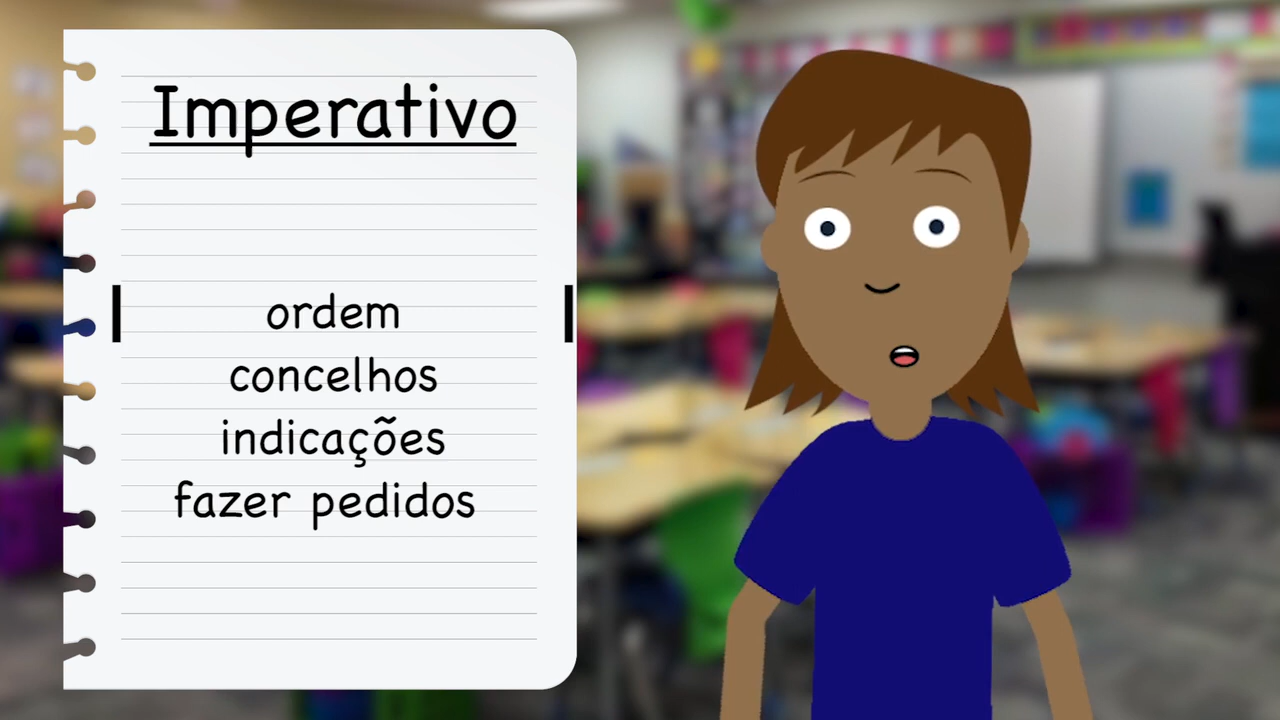 Imperativo
ordem
concelhos
indicações
fazer pedidos